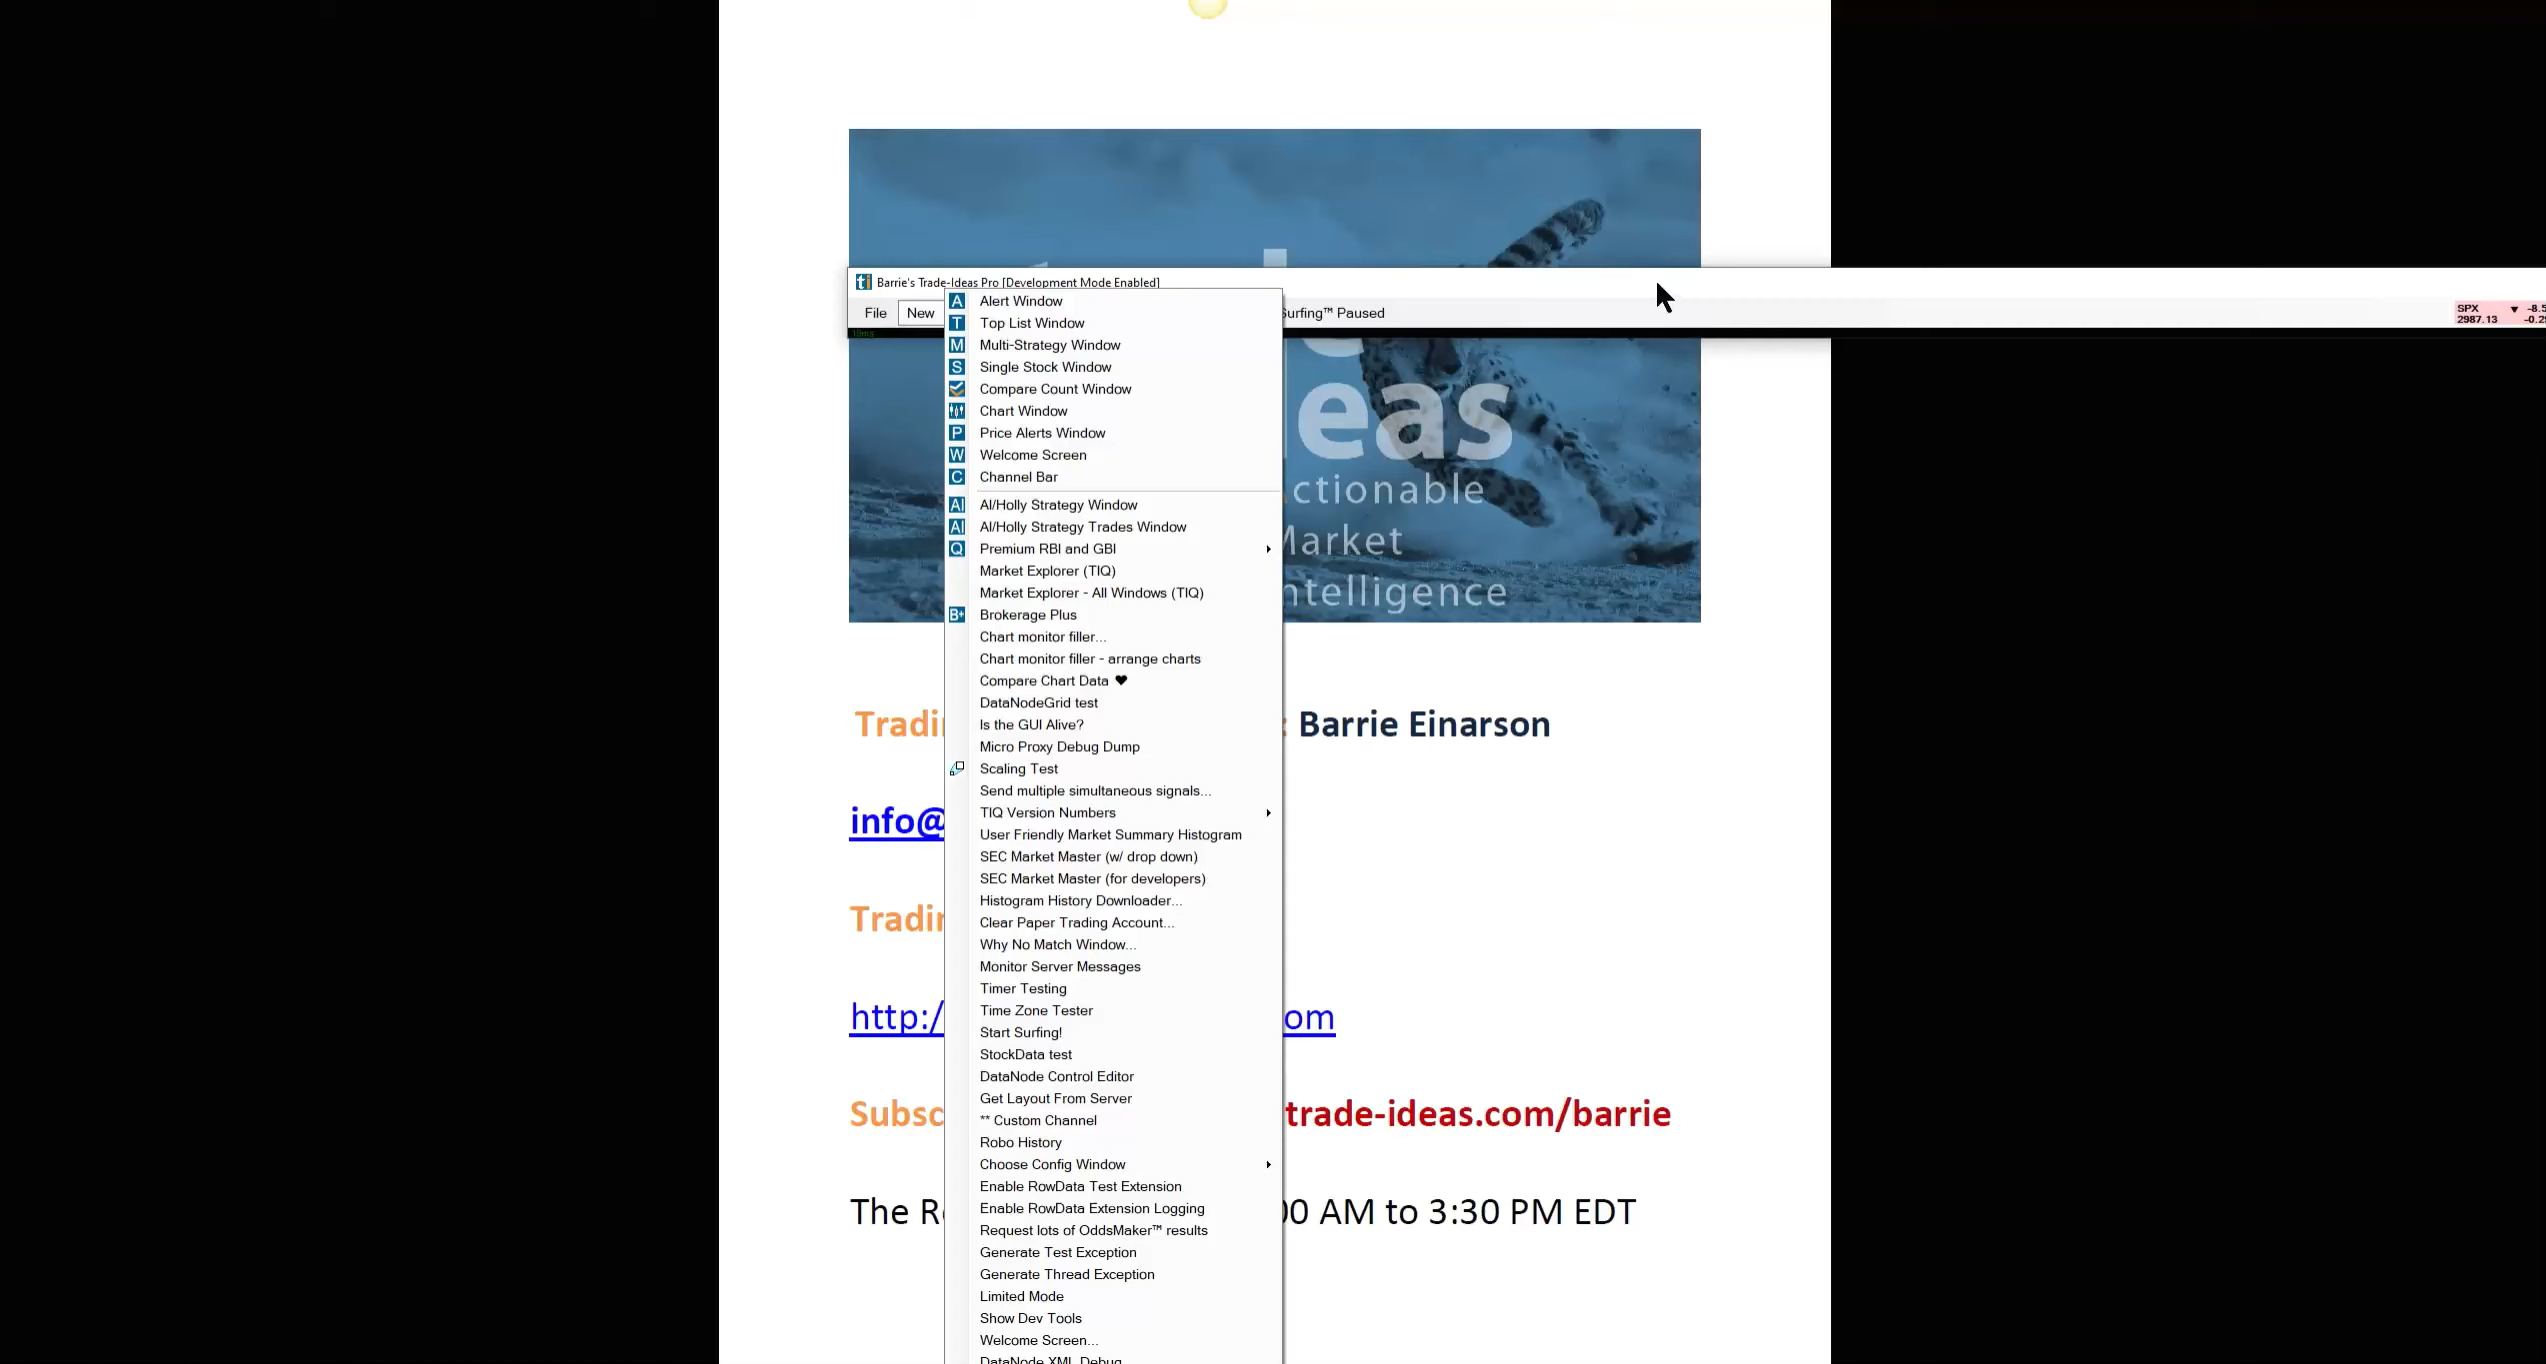 Barrie's Trade-Ideas Pro [Development Mode Enabled]
File New Surfing™ Paused
SPX ▼ -8.5
2987.13 -0.2
Alert Window
Top List Window
Multi-Strategy Window
Single Stock Window
Compare Count Window
Chart Window
Price Alerts Window
Welcome Screen
Channel Bar
AI/Holly Strategy Window
AI/Holly Strategy Trades Window
Premium RBI and GBI
Market Explorer (TIQ)
Market Explorer - All Windows (TIQ)
Brokerage Plus
Chart monitor filler...
Chart monitor filler - arrange charts
Compare Chart Data ♥
DataNodeGrid test
Is the GUI Alive?
Micro Proxy Debug Dump
Scaling Test
Send multiple simultaneous signals...
TIQ Version Numbers
User Friendly Market Summary Histogram
SEC Market Master (w/ drop down)
SEC Market Master (for developers)
Histogram History Downloader...
Clear Paper Trading Account...
Why No Match Window...
Monitor Server Messages
Timer Testing
Time Zone Tester
Start Surfing!
StockData test
DataNode Control Editor
Get Layout From Server
** Custom Channel
Robo History
Choose Config Window
Enable RowData Test Extension
Enable RowData Extension Logging
Request lots of OddsMaker™ results
Generate Test Exception
Generate Thread Exception
Limited Mode
Show Dev Tools
Welcome Screen...
DataNode XML Debug
eas
ctionable
Market
ntelligence
Tradi : Barrie Einarson
info@
Tradi
http:/ om
Subsc trade-ideas.com/barrie
The R 00 AM to 3:30 PM EDT